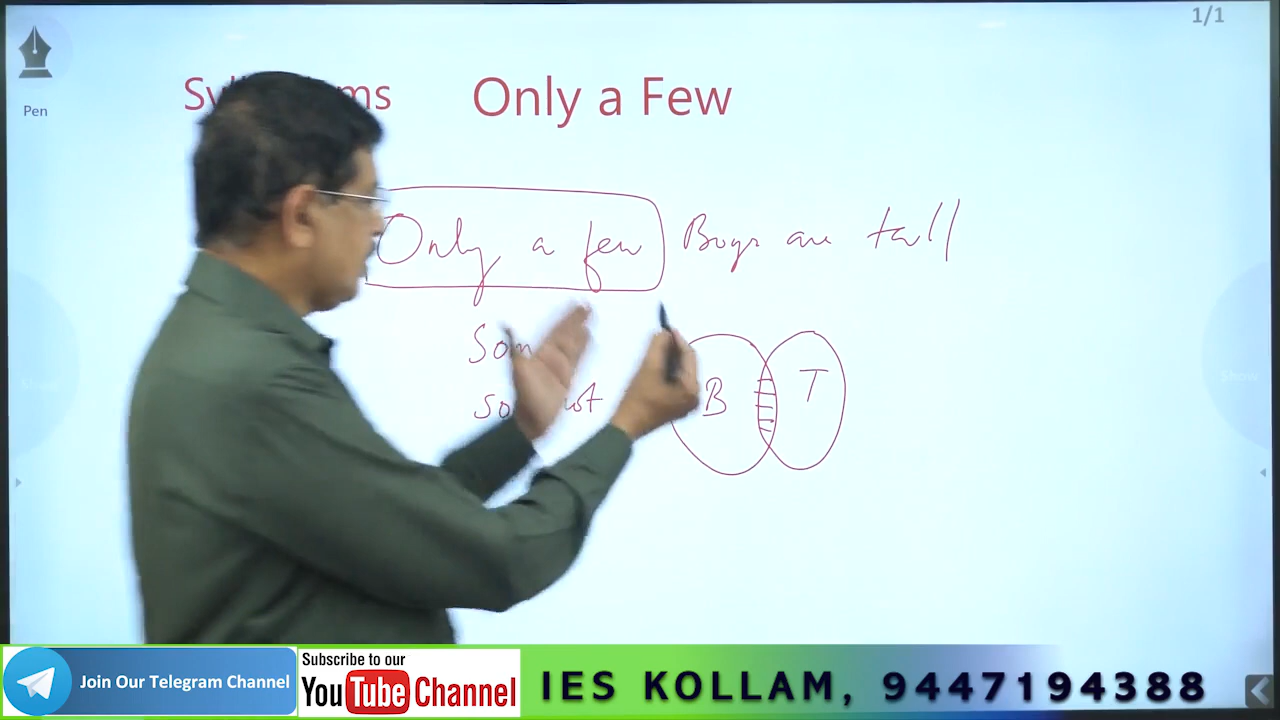 1/1
Pen
Only a Few
Only a few Boys are tall
B T
Show
Join Our Telegram Channel
Subscribe to our
YouTube Channel
IES KOLLAM, 9447194388